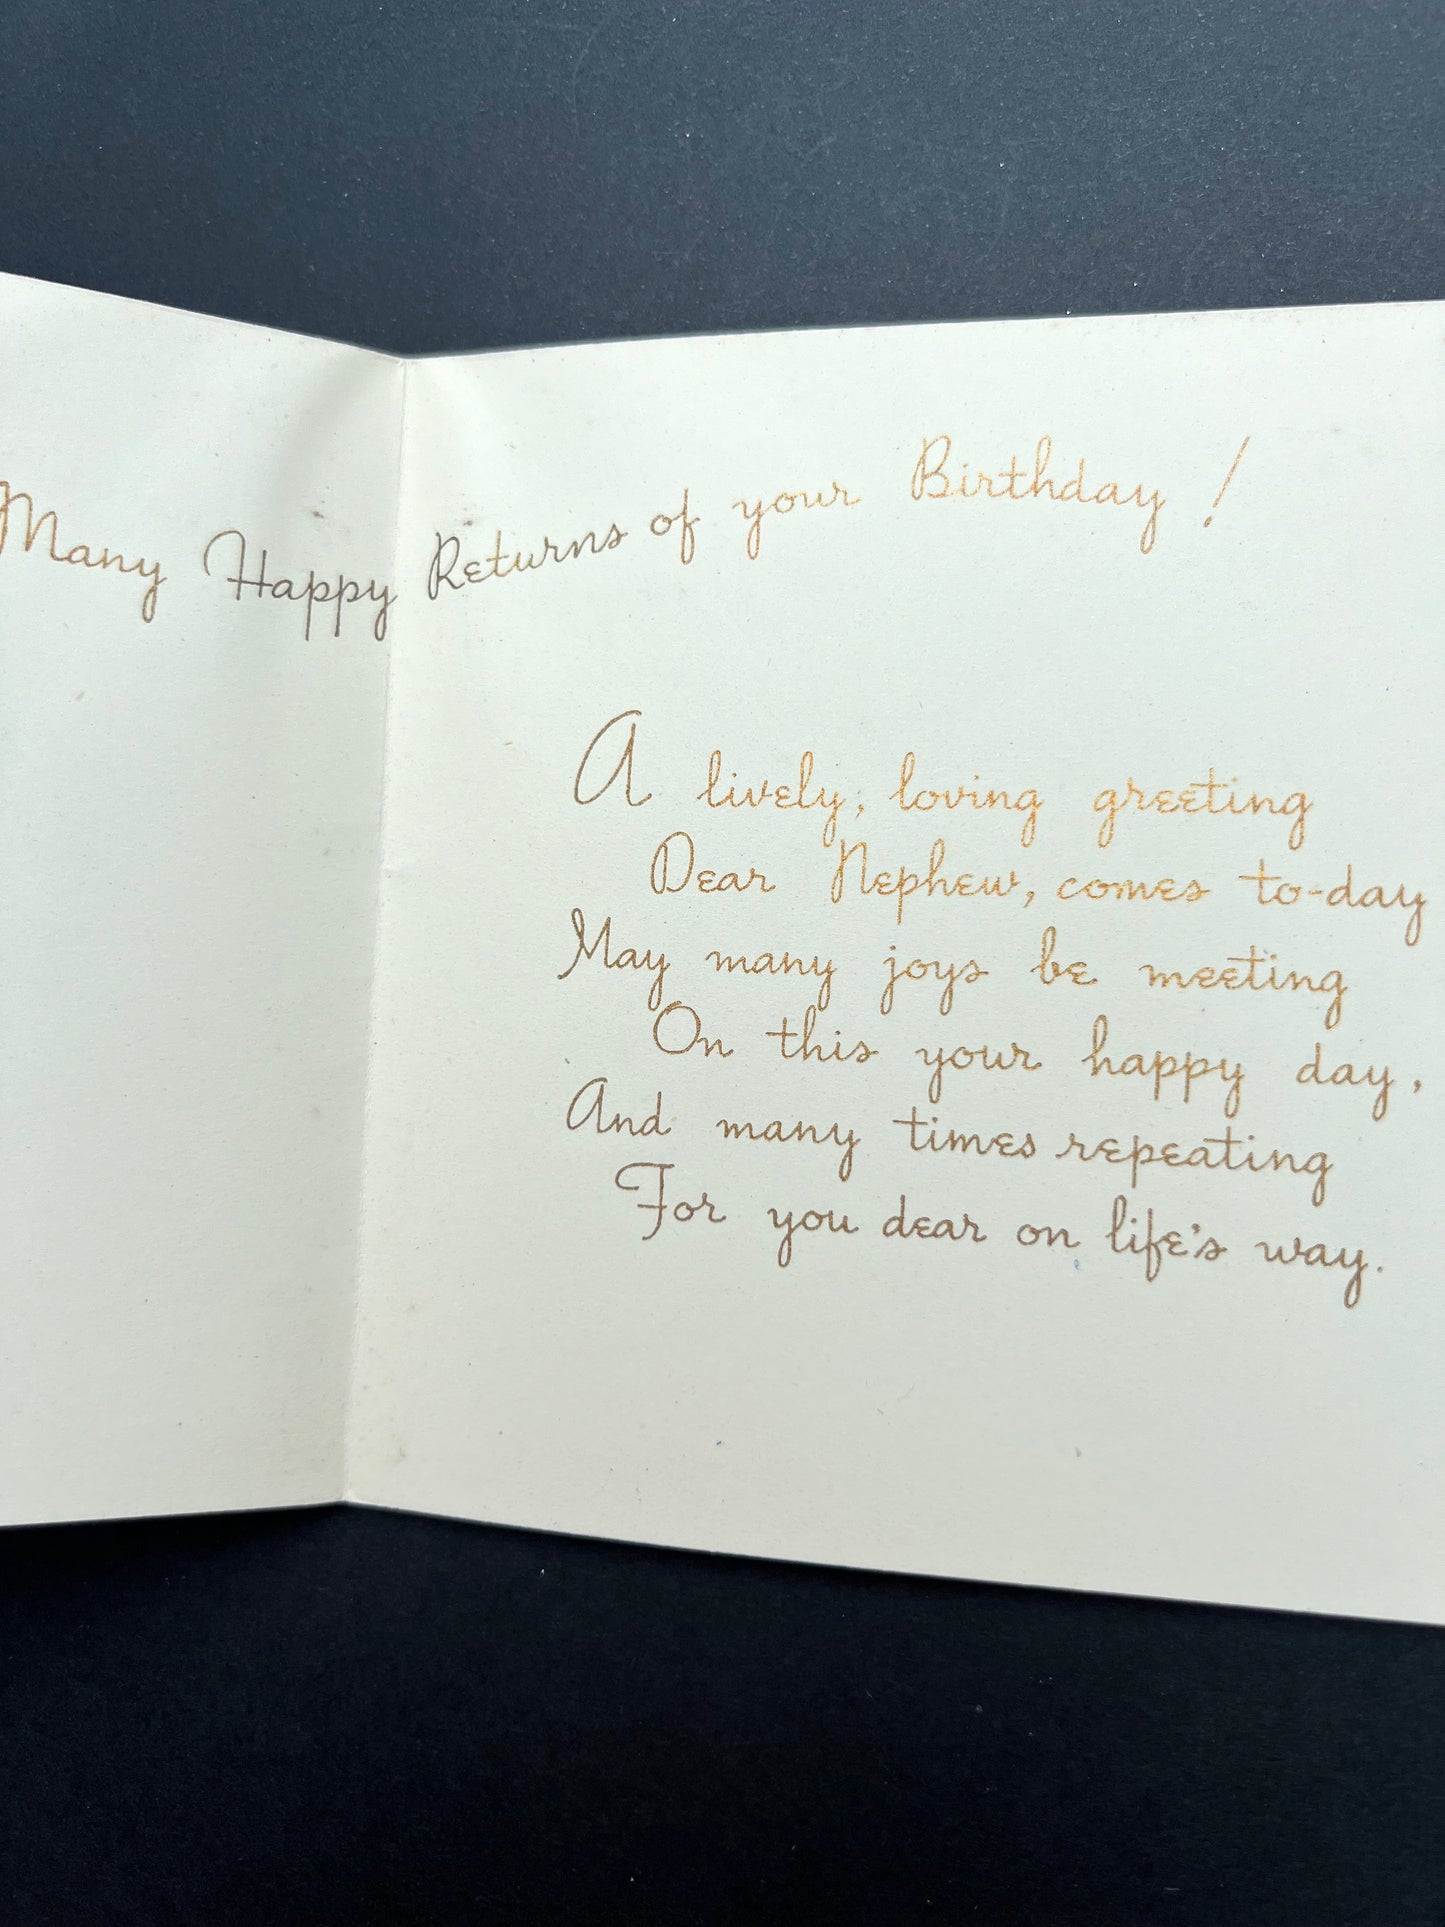 Many Happy Returns of your Birthday!
A lively, loving greeting
Dear Nephew, comes to-day
May many joys be meeting
On this your happy day,
And many times repeating
For you dear on life's way.